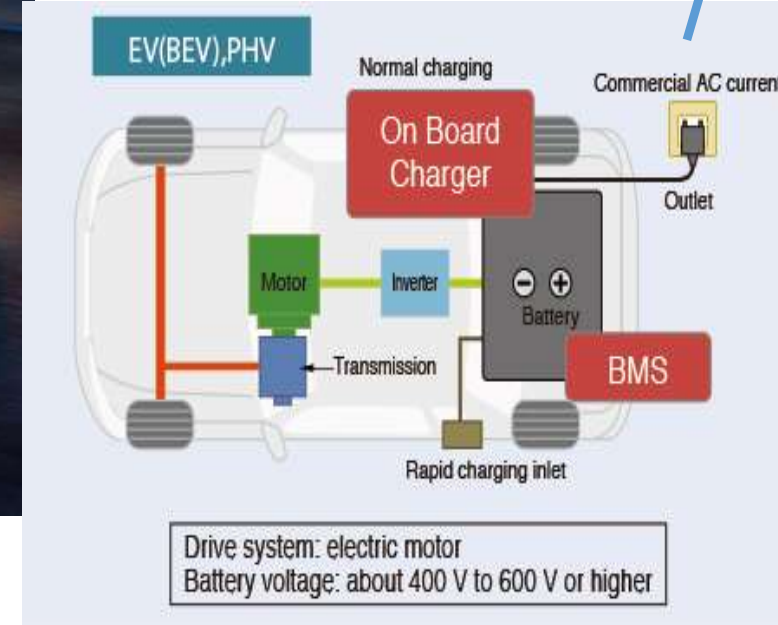 EV(BEV),PHV
Normal charging
Commercial AC current
On Board
Charger
Outlet
Motor
Inverter
Battery
Transmission
BMS
Rapid charging inlet
Drive system: electric motor
Battery voltage: about 400 V to 600 V or higher